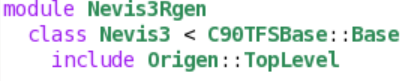 module Nevis3Rgen
  class Nevis3 < C90TFSBase::Base
    include Origen::TopLevel